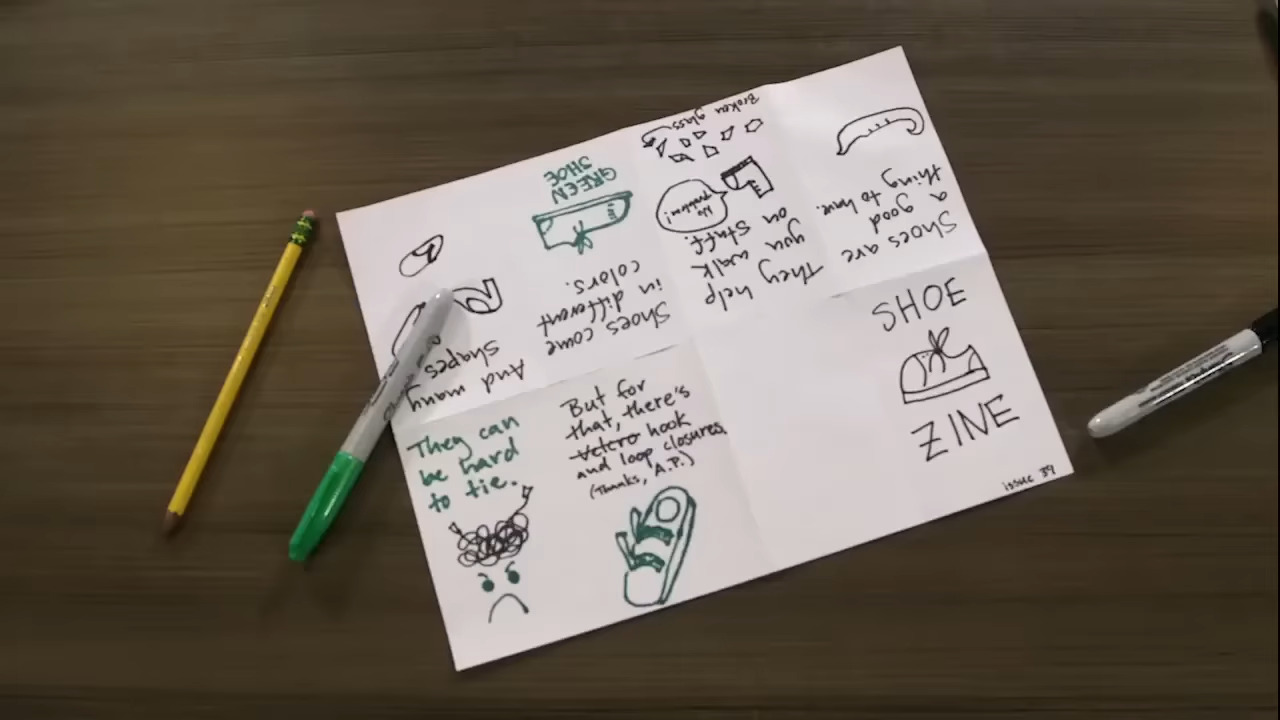 SHOE
ZINE
issue 39
Shoes are
a good
thing to have.
They help
you walk
on stuff.
No
problem!
Broken glass
Shoes come
in different
colors.
GREEN
SHOE
And many
shapes
They can
be hard
to tie.
But for
that, there's
Velcro hook
and loop closures.
(Thanks, A.P.)